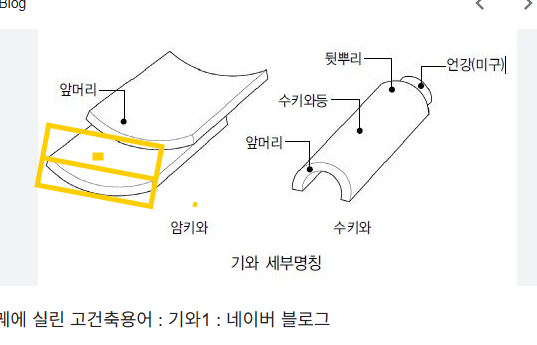 Blog
뒷뿌리
언강(미구)
앞머리
수키와등
앞머리
암키와
수키와
기와 세부명칭
에 실린 고건축용어 : 기와1 : 네이버 블로그